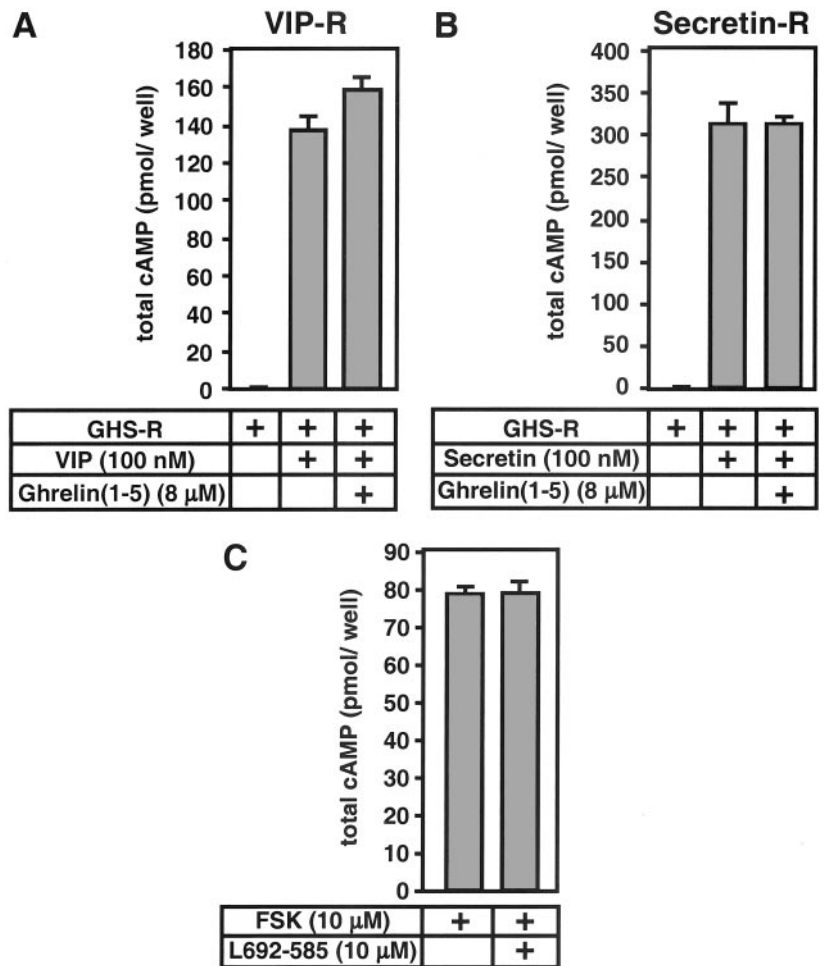 A
VIP-R
total cAMP (pmol/ well)
180
160
140
120
100
80
60
40
20
0
GHS-R + + +
VIP (100 nM) + +
Ghrelin(1-5) (8 µM) +
B
Secretin-R
total cAMP (pmol/ well)
400
350
300
250
200
150
100
50
0
GHS-R + + +
Secretin (100 nM) + +
Ghrelin(1-5) (8 µM) +
C
total cAMP (pmol/ well)
90
80
70
60
50
40
30
20
10
0
FSK (10 µM) + +
L692-585 (10 µM) +